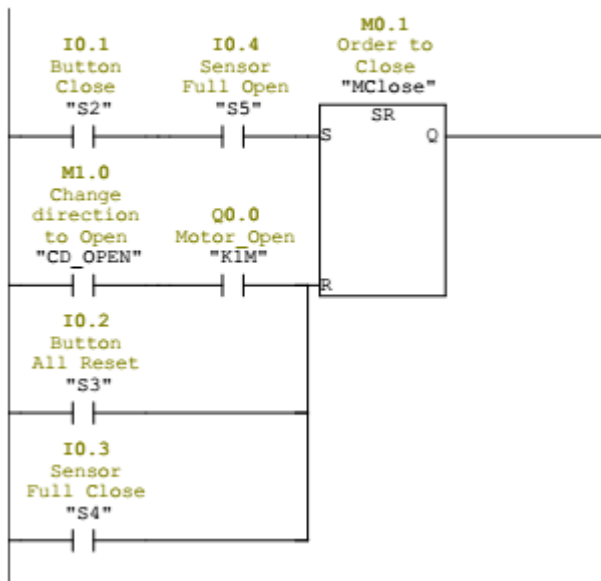 I0.1
Button
Close
"S2"
I0.4
Sensor
Full Open
"S5"
M0.1
Order to
Close
"MClose"
SR
S
Q
M1.0
Change
direction
to Open
"CD_OPEN"
Q0.0
Motor_Open
"K1M"
R
I0.2
Button
All Reset
"S3"
I0.3
Sensor
Full Close
"S4"